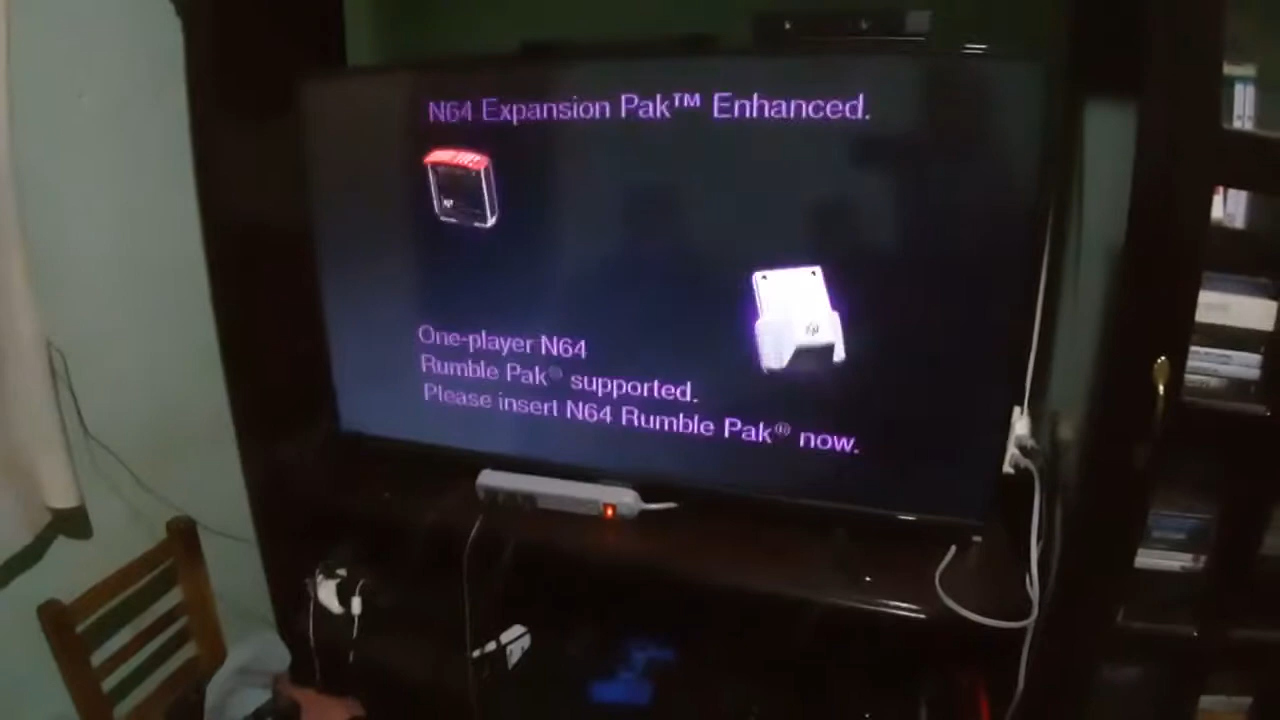 N64 Expansion Pak™ Enhanced.
One-player N64
Rumble Pak® supported.
Please insert N64 Rumble Pak® now.